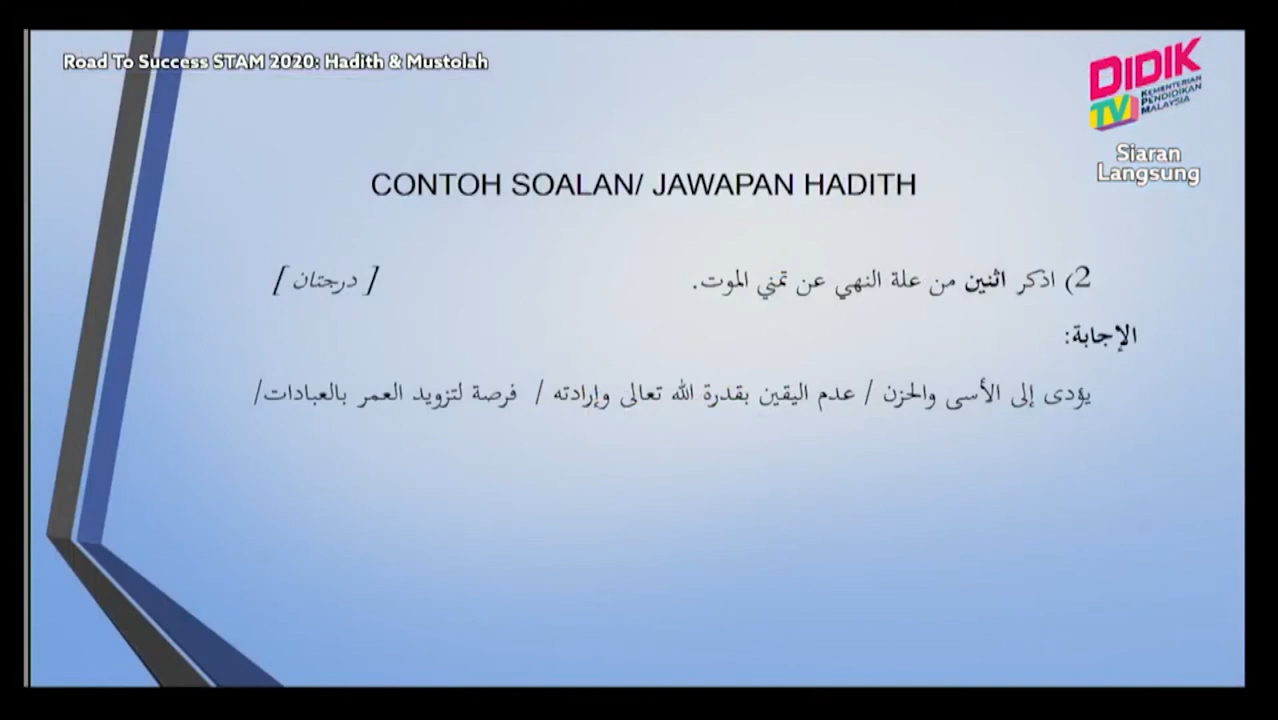 Road To Success STAM 2020: Hadith & Mustolah
DIDIK
TV
KEMENTERIAN
PENDIDIKAN
MALAYSIA
Siaran
Langsung
CONTOH SOALAN/ JAWAPAN HADITH
2) اذكر اثنين من علة النهي عن تمني الموت. [ درجتان ]
الإجابة:
يؤدى إلى الأسى والحزن / عدم اليقين بقدرة الله تعالى وإرادته / فرصة لتزويد العمر بالعبادات/